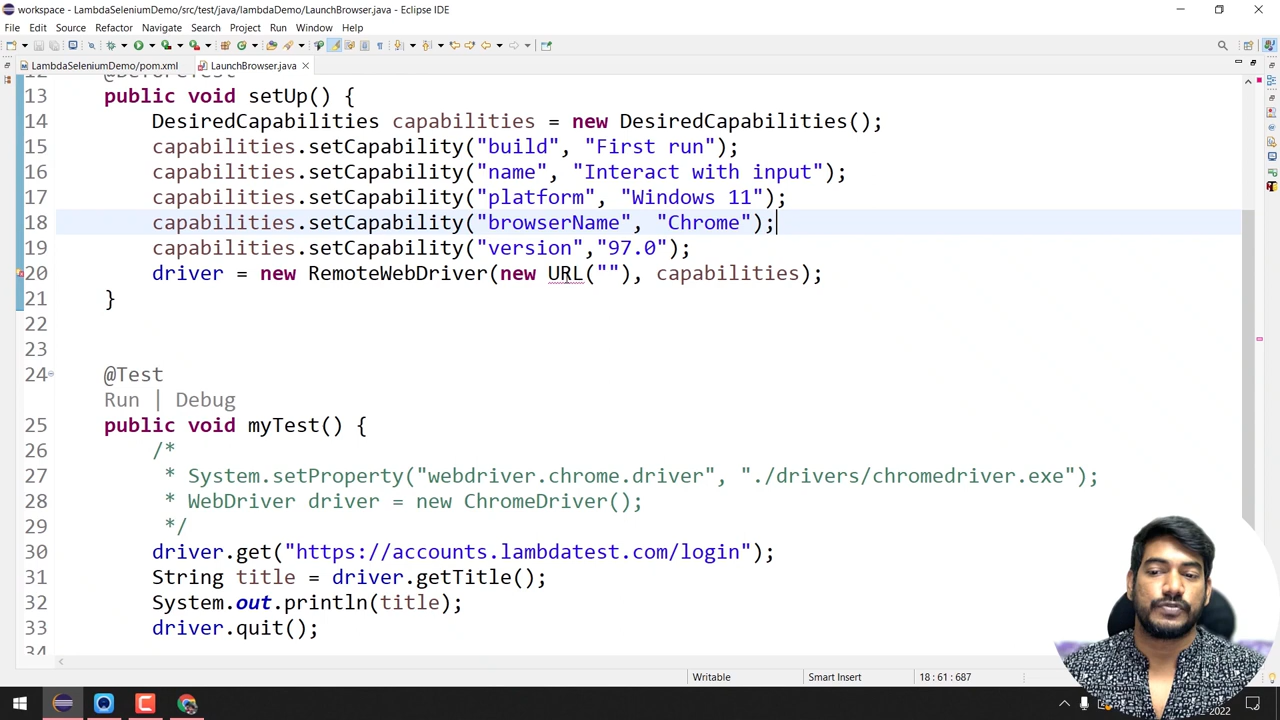 workspace - LambdaSeleniumDemo/src/test/java/lambdaDemo/LaunchBrowser.java - Eclipse IDE
File Edit Source Refactor Navigate Search Project Run Window Help
LambdaSeleniumDemo/pom.xml LaunchBrowser.java
13 public void setUp() {
14 DesiredCapabilities capabilities = new DesiredCapabilities();
15 capabilities.setCapability("build", "First run");
16 capabilities.setCapability("name", "Interact with input");
17 capabilities.setCapability("platform", "Windows 11");
18 capabilities.setCapability("browserName", "Chrome");
19 capabilities.setCapability("version","97.0");
20 driver = new RemoteWebDriver(new URL(""), capabilities);
21 }
22
23
24 @Test
Run | Debug
25 public void myTest() {
26 /*
27 * System.setProperty("webdriver.chrome.driver", "./drivers/chromedriver.exe");
28 * WebDriver driver = new ChromeDriver();
29 */
30 driver.get("https://accounts.lambdatest.com/login");
31 String title = driver.getTitle();
32 System.out.println(title);
33 driver.quit();
34
Writable Smart Insert 18 : 61 : 687
2022